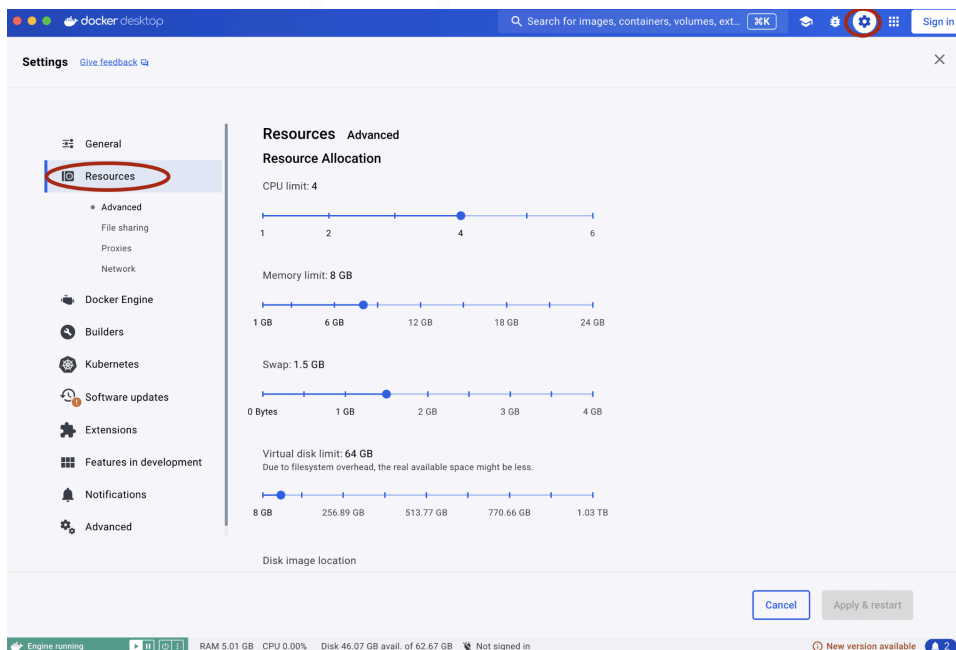 docker desktop
Search for images, containers, volumes, ext... ⌘K
Sign in
Settings Give feedback
General
Resources
Advanced
File sharing
Proxies
Network
Docker Engine
Builders
Kubernetes
Software updates
Extensions
Features in development
Notifications
Advanced
Resources Advanced
Resource Allocation
CPU limit: 4
1 2 4 6
Memory limit: 8 GB
1 GB 6 GB 12 GB 18 GB 24 GB
Swap: 1.5 GB
0 Bytes 1 GB 2 GB 3 GB 4 GB
Virtual disk limit: 64 GB
Due to filesystem overhead, the real available space might be less.
8 GB 256.89 GB 513.77 GB 770.66 GB 1.03 TB
Disk image location
Cancel Apply & restart
Engine running RAM 5.01 GB CPU 0.00% Disk 46.07 GB avail. of 62.67 GB Not signed in New version available 2